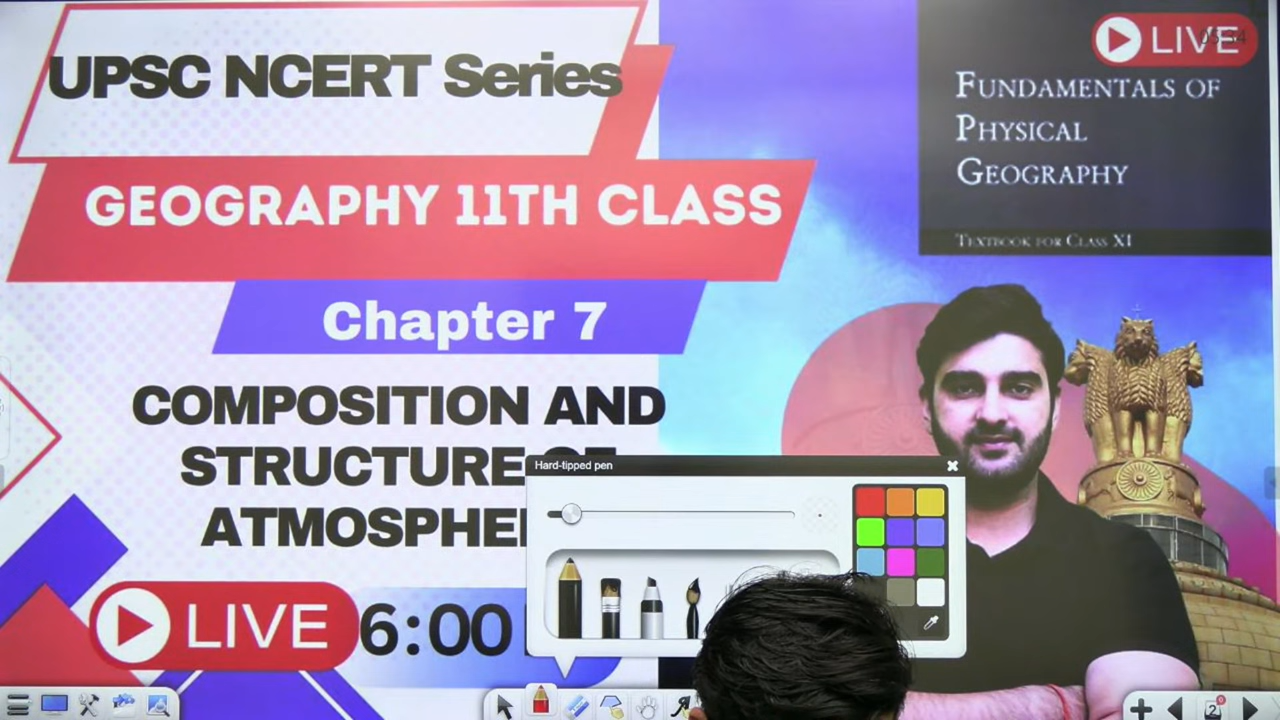 UPSC NCERT Series
GEOGRAPHY 11TH CLASS
Chapter 7
COMPOSITION AND
STRUCTURE
ATMOSPHE
LIVE 6:00
LIVE
FUNDAMENTALS OF
PHYSICAL
GEOGRAPHY
TEXTBOOK FOR CLASS XI
Hard-tipped pen
2